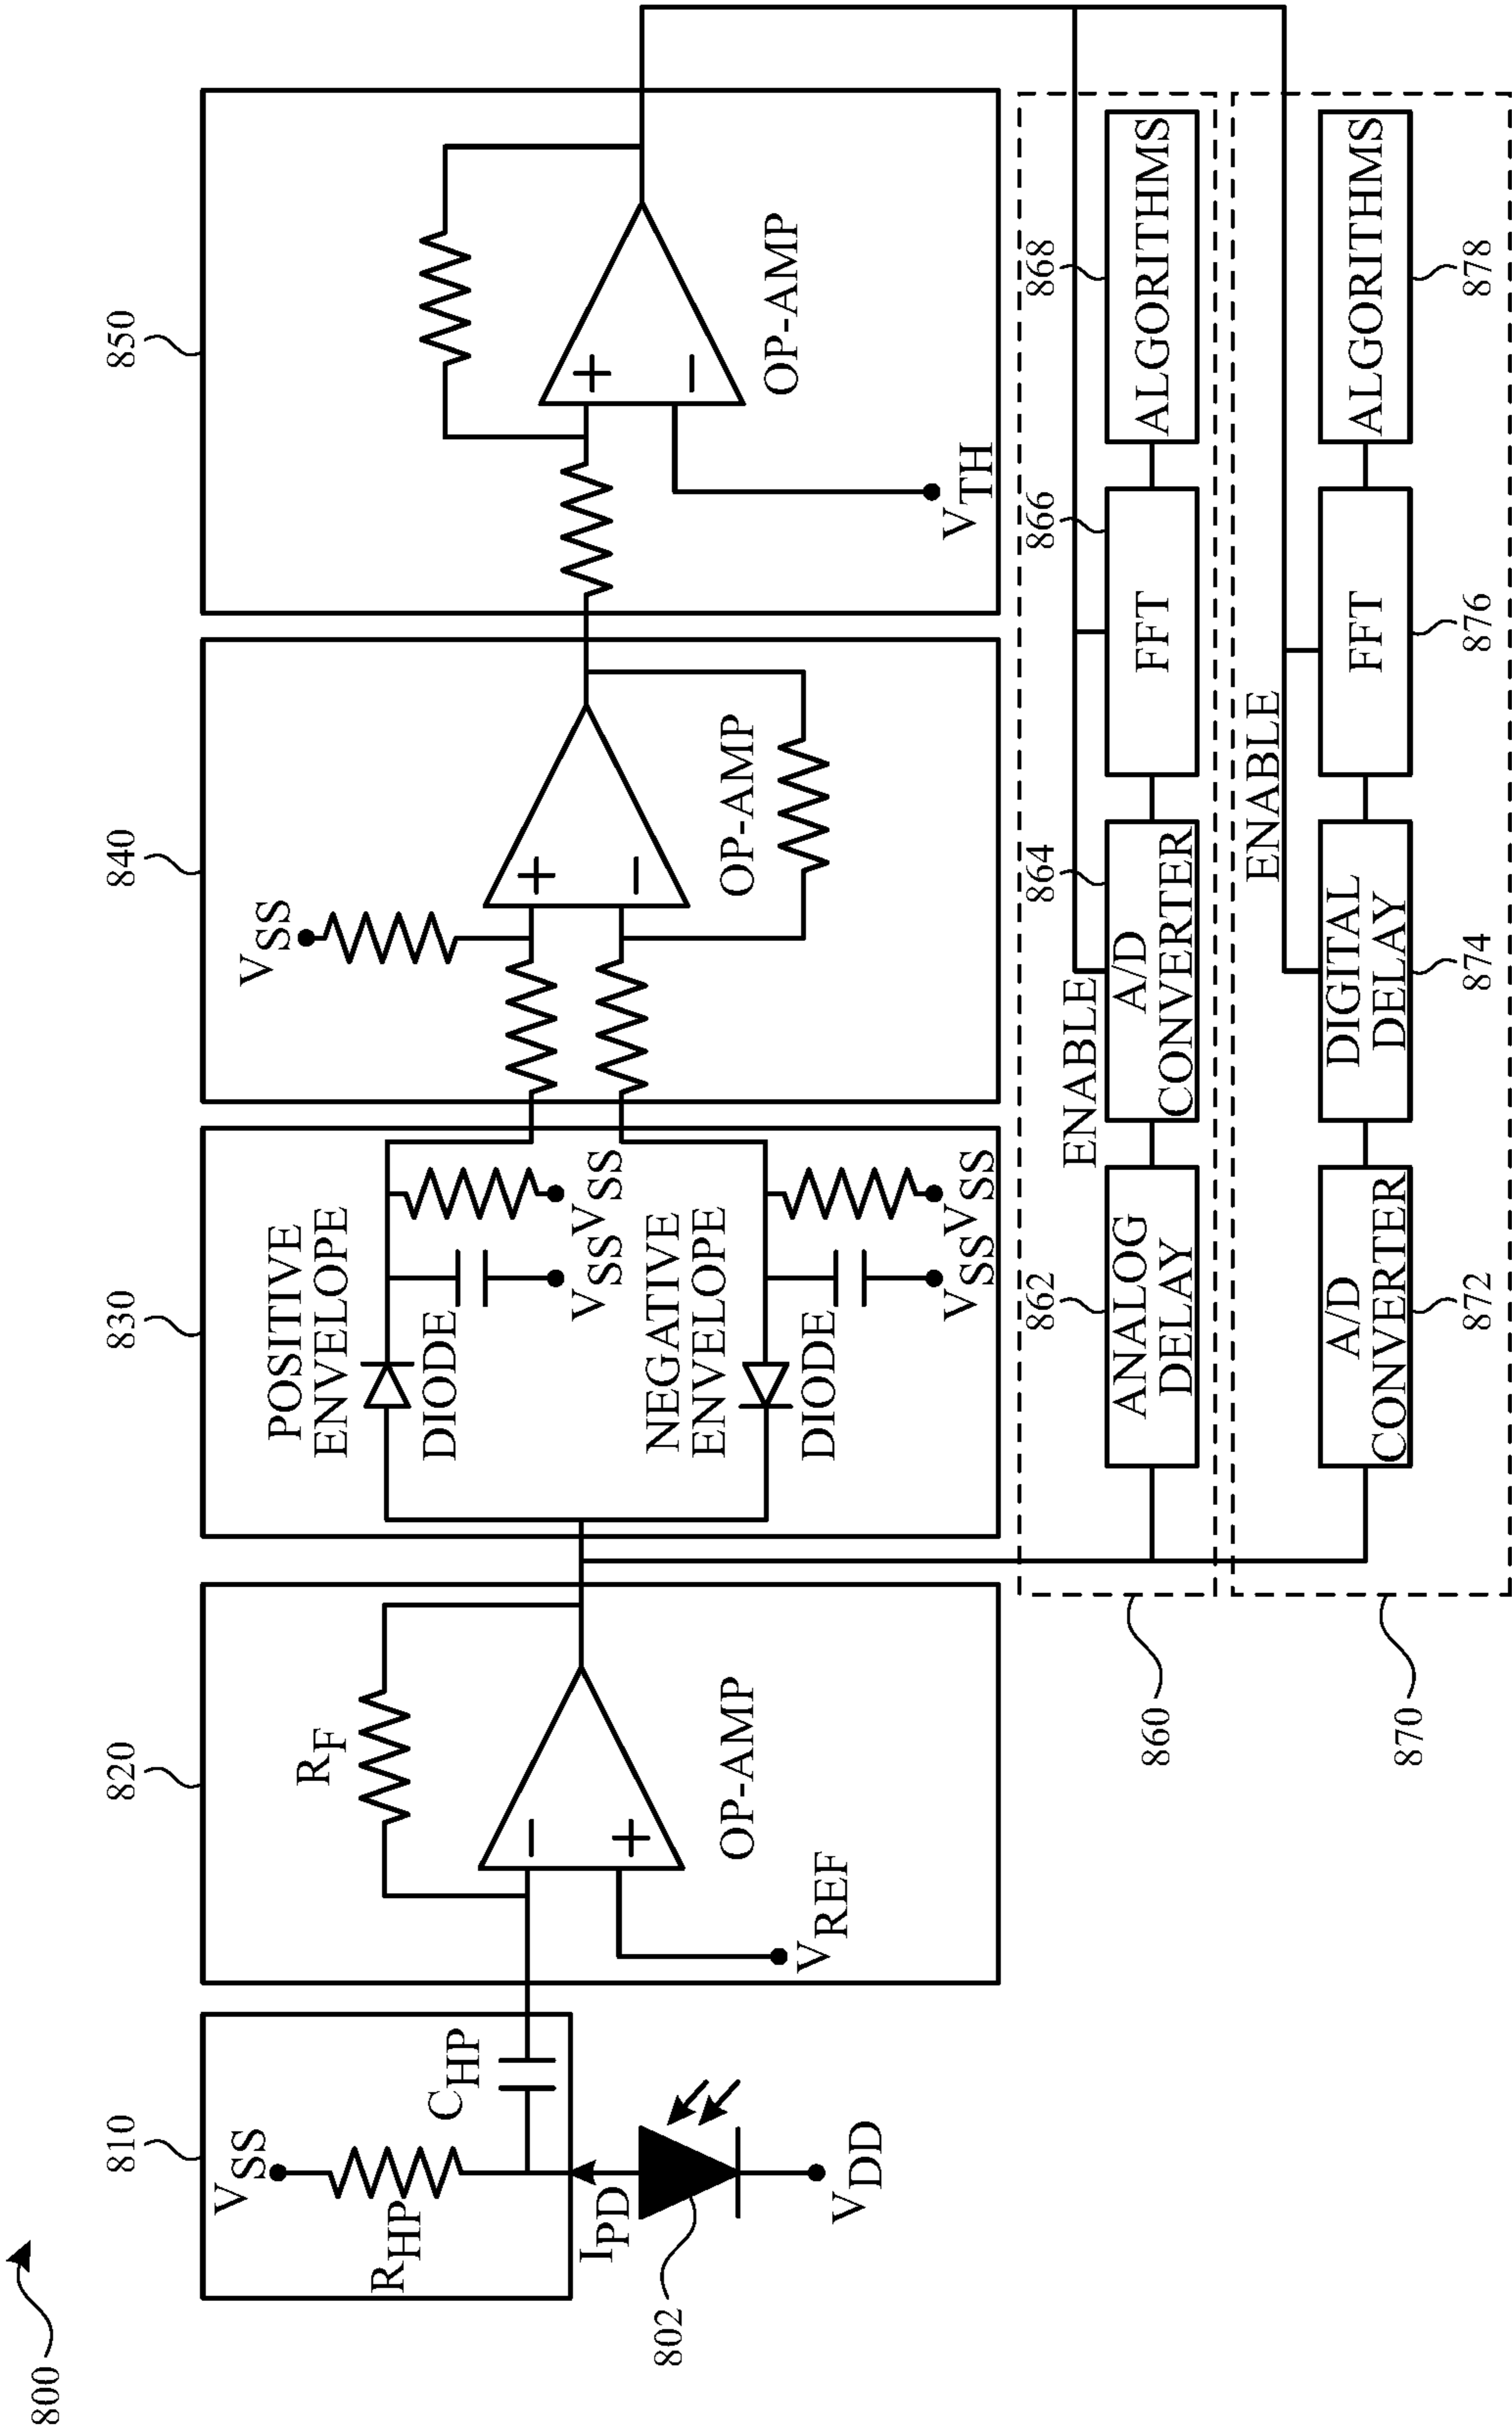 800
810
820
830
840
850
VSS
RHP
CHP
IPD
802
VDD
RF
OP-AMP
VREF
POSITIVE
ENVELOPE
DIODE
VSS
VSS
NEGATIVE
ENVELOPE
DIODE
VSS
VSS
VSS
OP-AMP
OP-AMP
VTH
860
862
864
866
868
ENABLE
ANALOG
DELAY
A/D
CONVERTER
FFT
ALGORITHMS
870
ENABLE
A/D
CONVERTER
DIGITAL
DELAY
FFT
ALGORITHMS
872
874
876
878
+
−
+
−
+
−